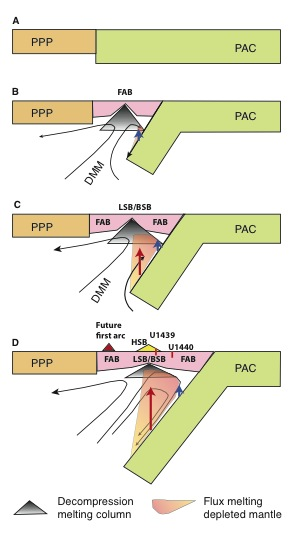 A
PPP
PAC
B
FAB
PPP
PAC
DMM
C
LSB/BSB
PPP
FAB
FAB
PAC
DMM
Future
first arc
HSB
U1439
U1440
D
PPP
FAB
LSB/BSB
FAB
PAC
Decompression
melting column
Flux melting
depleted mantle